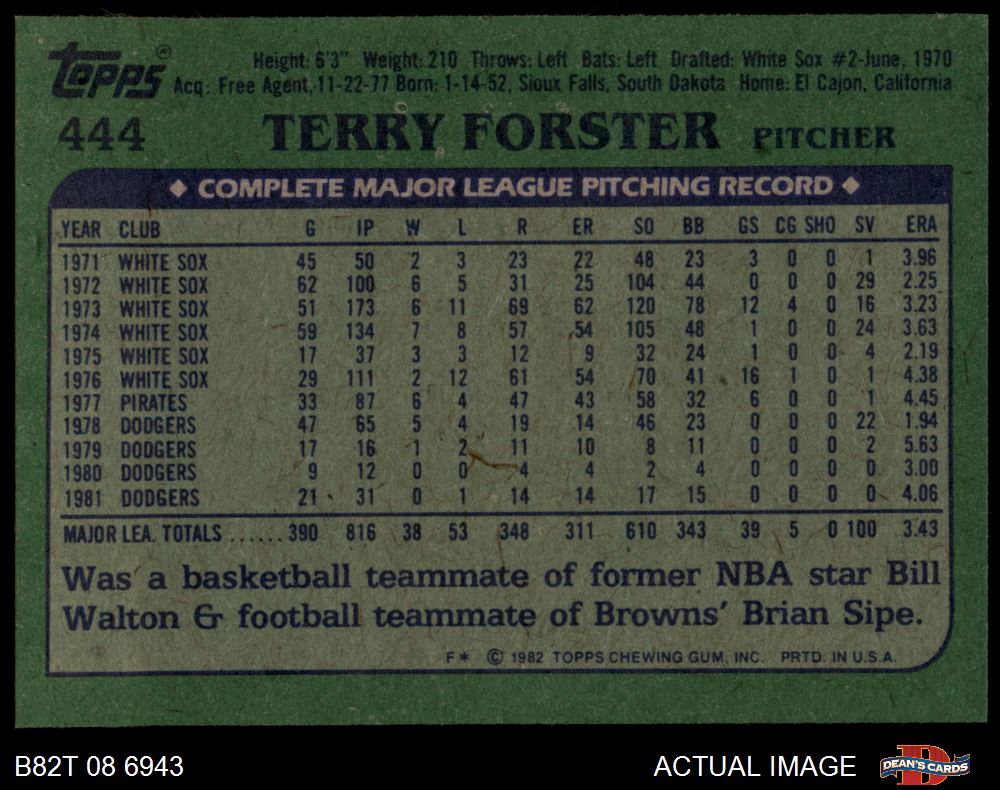 Topps® Height: 6'3" Weight: 210 Throws: Left Bats: Left Drafted: White Sox #2-June, 1970
Acq: Free Agent, 11-22-77 Born: 1-14-52, Sioux Falls, South Dakota Home: El Cajon, California
444 TERRY FORSTER PITCHER
◆ COMPLETE MAJOR LEAGUE PITCHING RECORD ◆
YEAR CLUB G IP W L R ER SO BB GS CG SHO SV ERA
1971 WHITE SOX 45 50 2 3 23 22 48 23 3 0 0 1 3.96
1972 WHITE SOX 62 100 6 5 31 25 104 44 0 0 0 29 2.25
1973 WHITE SOX 51 173 6 11 69 62 120 78 12 4 0 16 3.23
1974 WHITE SOX 59 134 7 8 57 54 105 48 1 0 0 24 3.63
1975 WHITE SOX 17 37 3 3 12 9 32 24 1 0 0 4 2.19
1976 WHITE SOX 29 111 2 12 61 54 70 41 16 1 0 1 4.38
1977 PIRATES 33 87 6 4 47 43 58 32 6 0 0 1 4.45
1978 DODGERS 47 65 5 4 19 14 46 23 0 0 0 22 1.94
1979 DODGERS 17 16 1 2 11 10 8 11 0 0 0 2 5.63
1980 DODGERS 9 12 0 0 4 4 2 4 0 0 0 0 3.00
1981 DODGERS 21 31 0 1 14 14 17 15 0 0 0 0 4.06
MAJOR LEA. TOTALS ...... 390 816 38 53 348 311 610 343 39 5 0 100 3.43
Was a basketball teammate of former NBA star Bill
Walton & football teammate of Browns' Brian Sipe.
F* © 1982 TOPPS CHEWING GUM, INC. PRTD. IN U.S.A.
B82T 08 6943 ACTUAL IMAGE DEAN'S CARDS